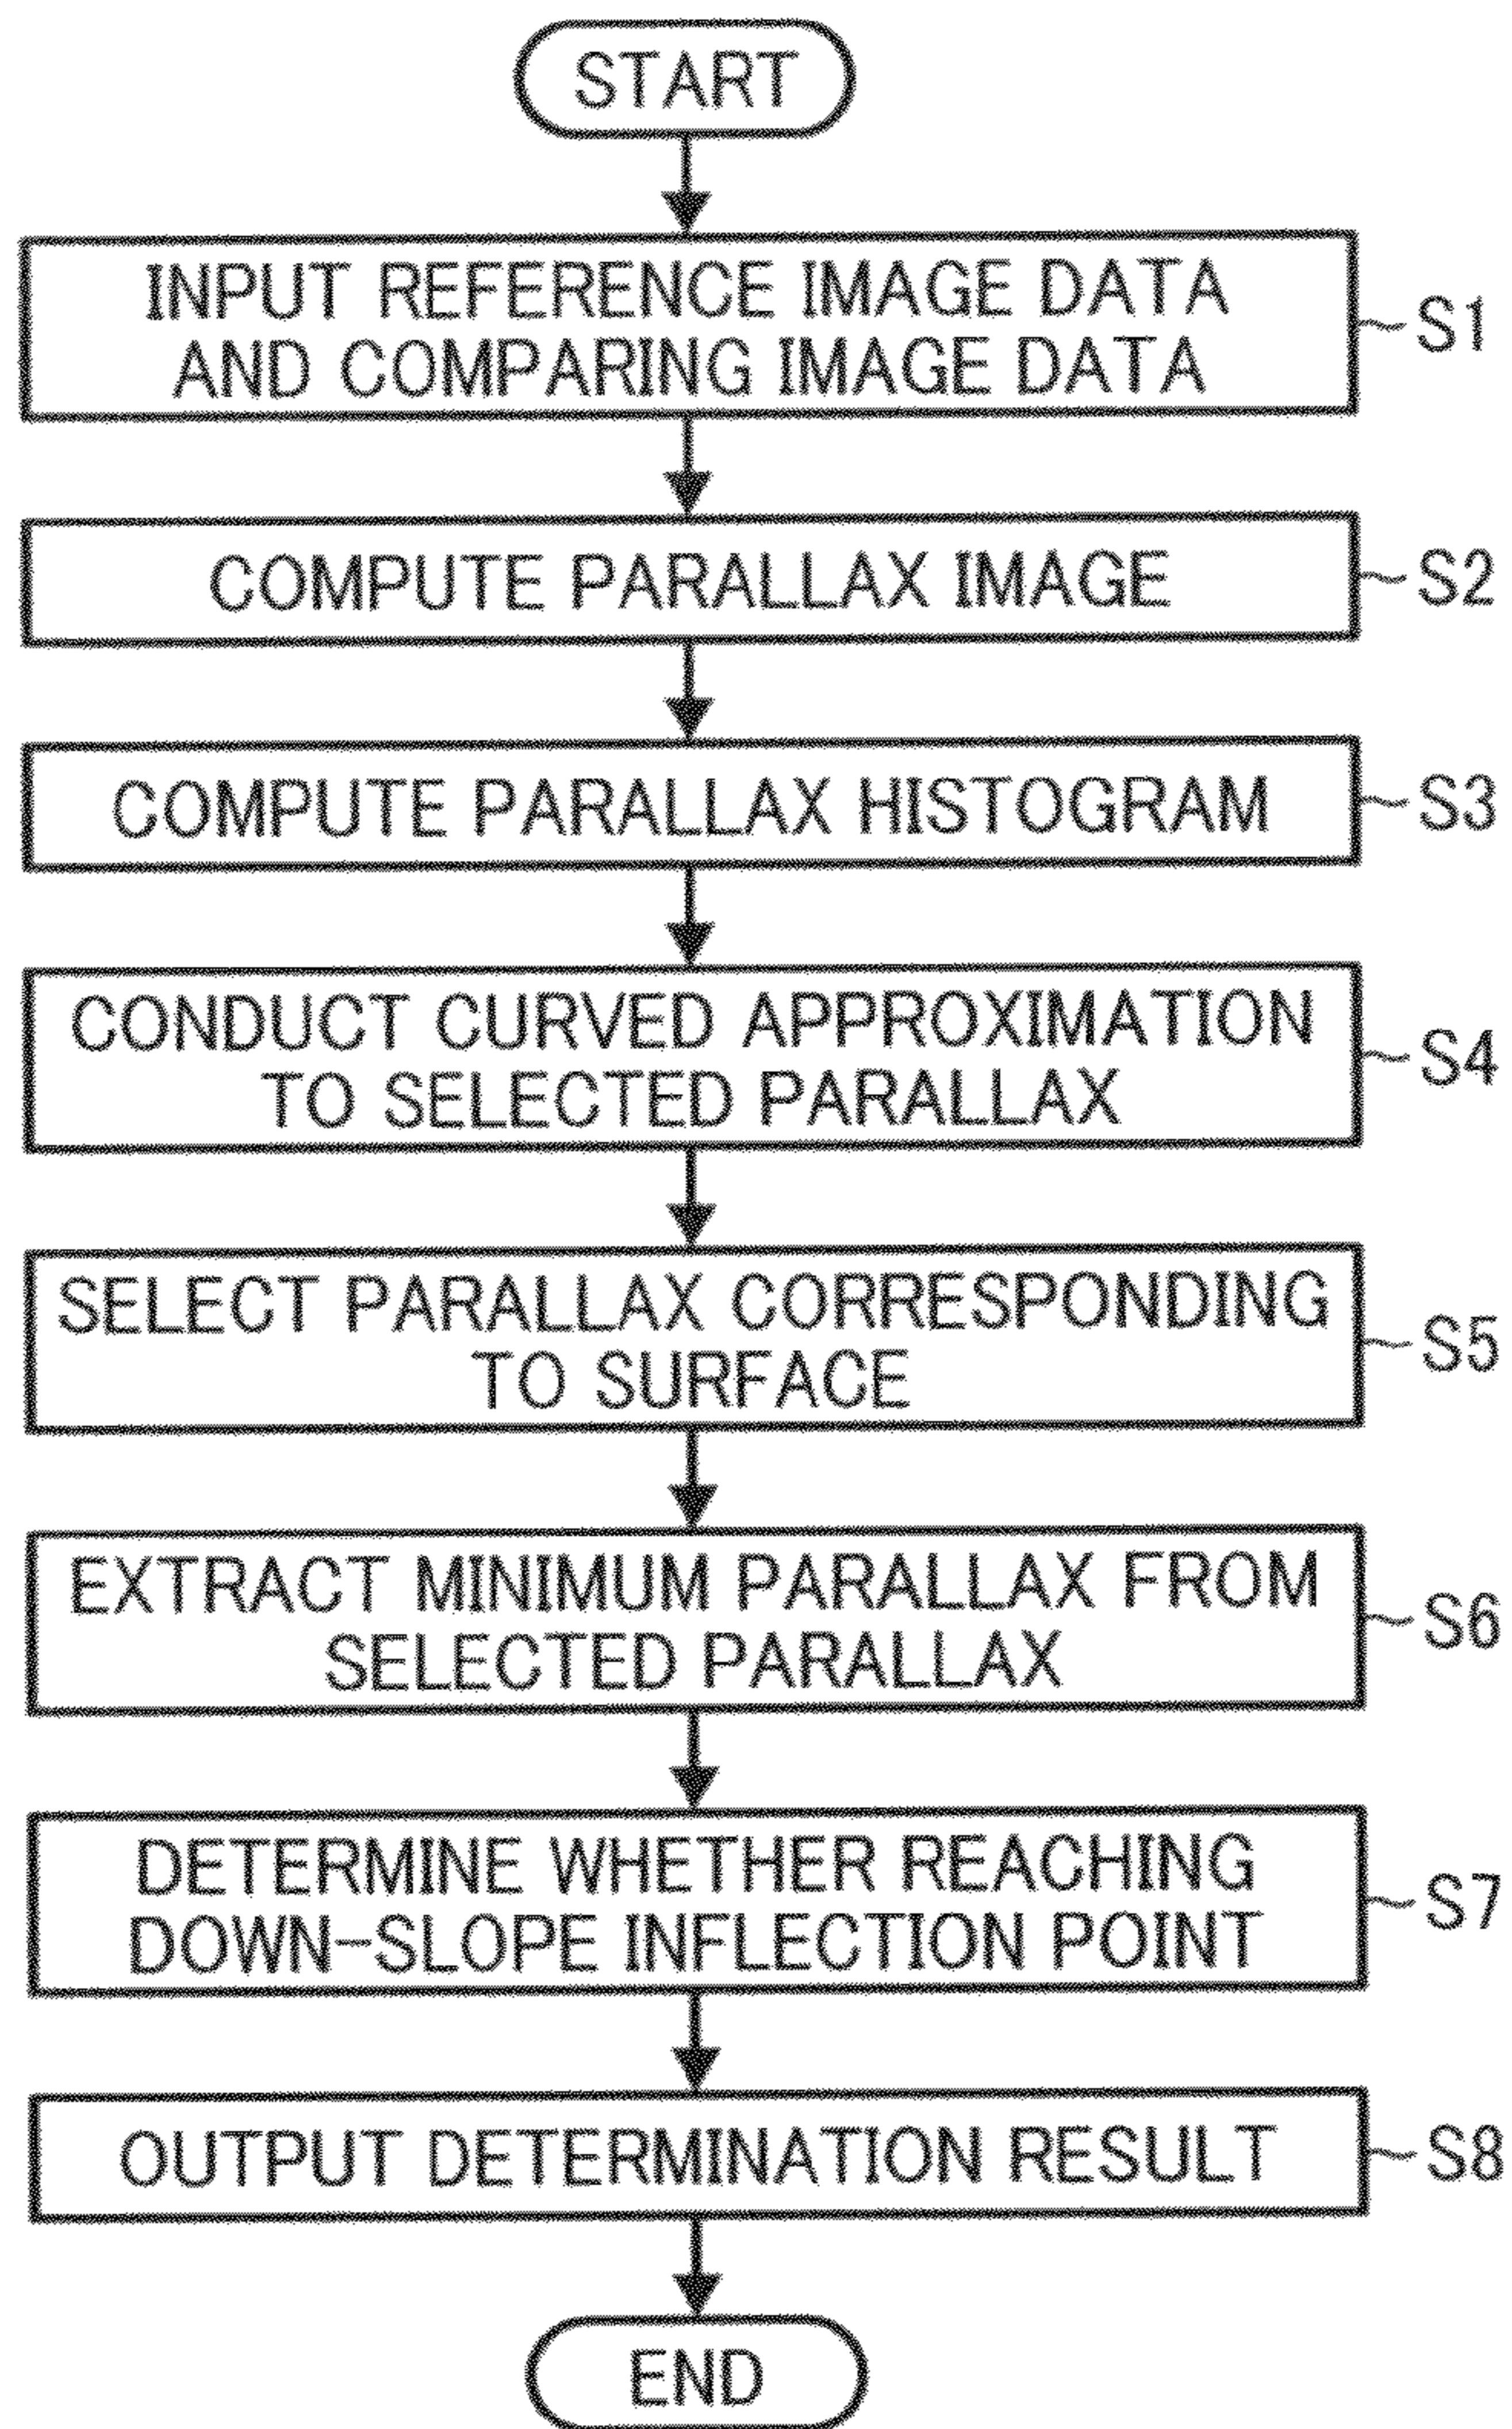 START
INPUT REFERENCE IMAGE DATA
AND COMPARING IMAGE DATA
S1
COMPUTE PARALLAX IMAGE
S2
COMPUTE PARALLAX HISTOGRAM
S3
CONDUCT CURVED APPROXIMATION
TO SELECTED PARALLAX
S4
SELECT PARALLAX CORRESPONDING
TO SURFACE
S5
EXTRACT MINIMUM PARALLAX FROM
SELECTED PARALLAX
S6
DETERMINE WHETHER REACHING
DOWN-SLOPE INFLECTION POINT
S7
OUTPUT DETERMINATION RESULT
S8
END